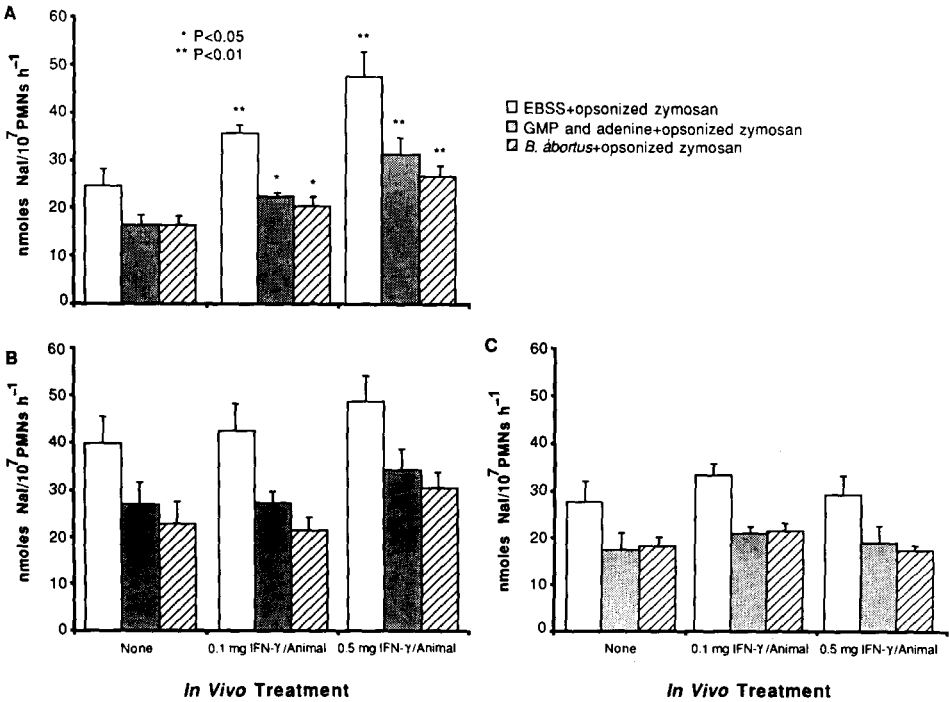 A
60
50
40
30
20
10
0
nmoles NaI/10⁷PMNs h⁻¹
* P<0.05
** P<0.01
**
*
*
**
**
**
EBSS+opsonized zymosan
GMP and adenine+opsonized zymosan
B. abortus+opsonized zymosan
B
60
50
40
30
20
10
0
nmoles NaI/10⁷PMNs h⁻¹
None
0.1 mg IFN-γ/Animal
0.5 mg IFN-γ/Animal
In Vivo Treatment
C
60
50
40
30
20
10
0
nmoles NaI/10⁷PMNs h⁻¹
None
0.1 mg IFN-γ/Animal
0.5 mg IFN-γ/Animal
In Vivo Treatment